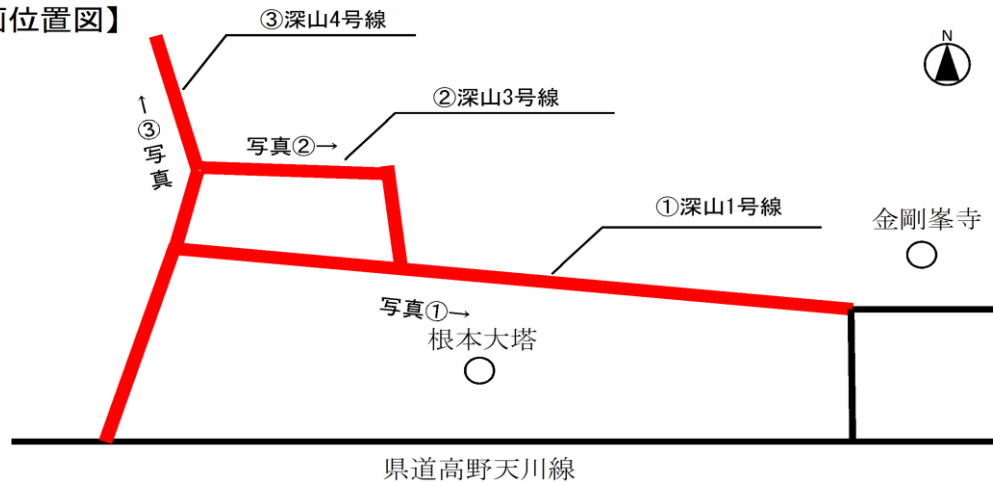 面位置図】
③深山4号線
N
②深山3号線
↑③写真
写真②→
①深山1号線
金剛峯寺
写真①→
根本大塔
県道高野天川線